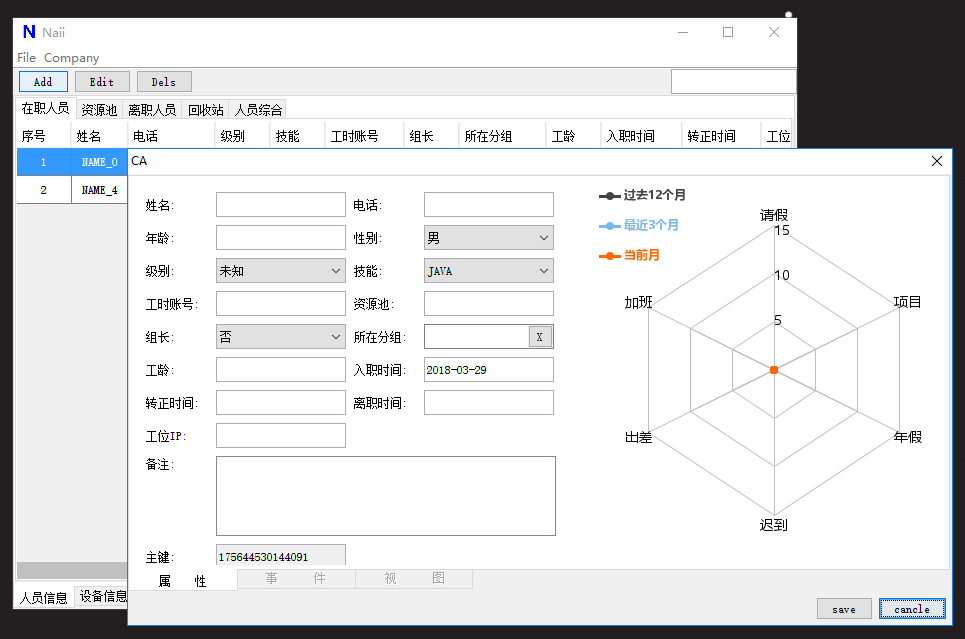 Naii
File Company
Add Edit Dels
在职人员 资源池 离职人员 回收站 人员综合
序号 姓名 电话 级别 技能 工时账号 组长 所在分组 工龄 入职时间 转正时间 工位
1 NAME_0
2 NAME_4
CA
姓名: 电话:
年龄: 性别: 男
级别: 未知 技能: JAVA
工时账号: 资源池:
组长: 否 所在分组: X
工龄: 入职时间: 2018-03-29
转正时间: 离职时间:
工位IP:
备注:
主键: 175644530144091
过去12个月
最近3个月
当前月
请假
15
10
5
加班 项目
出差 年假
迟到
属 性 事 件 视 图
人员信息 设备信息
save cancle